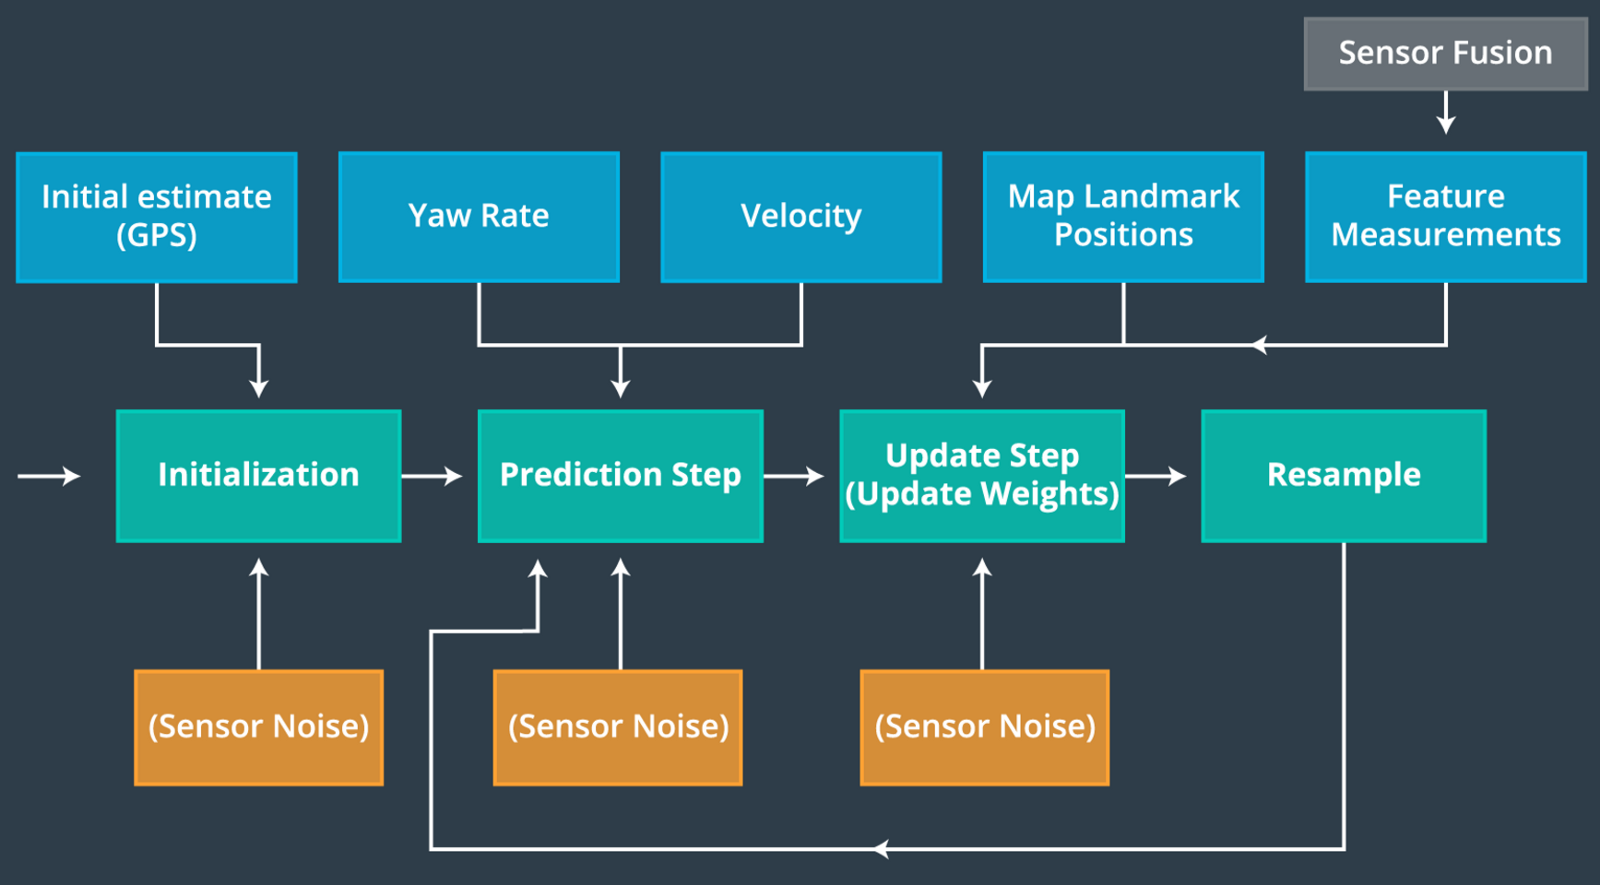 Sensor Fusion
Initial estimate
(GPS)
Yaw Rate
Velocity
Map Landmark
Positions
Feature
Measurements
Initialization
Prediction Step
Update Step
(Update Weights)
Resample
(Sensor Noise)
(Sensor Noise)
(Sensor Noise)